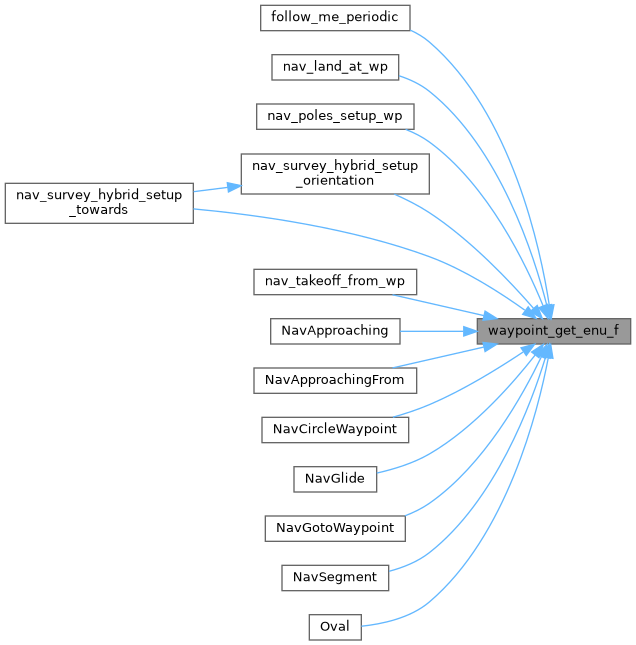 follow_me_periodic
nav_land_at_wp
nav_poles_setup_wp
nav_survey_hybrid_setup
_orientation
nav_survey_hybrid_setup
_towards
nav_takeoff_from_wp
NavApproaching
waypoint_get_enu_f
NavApproachingFrom
NavCircleWaypoint
NavGlide
NavGotoWaypoint
NavSegment
Oval